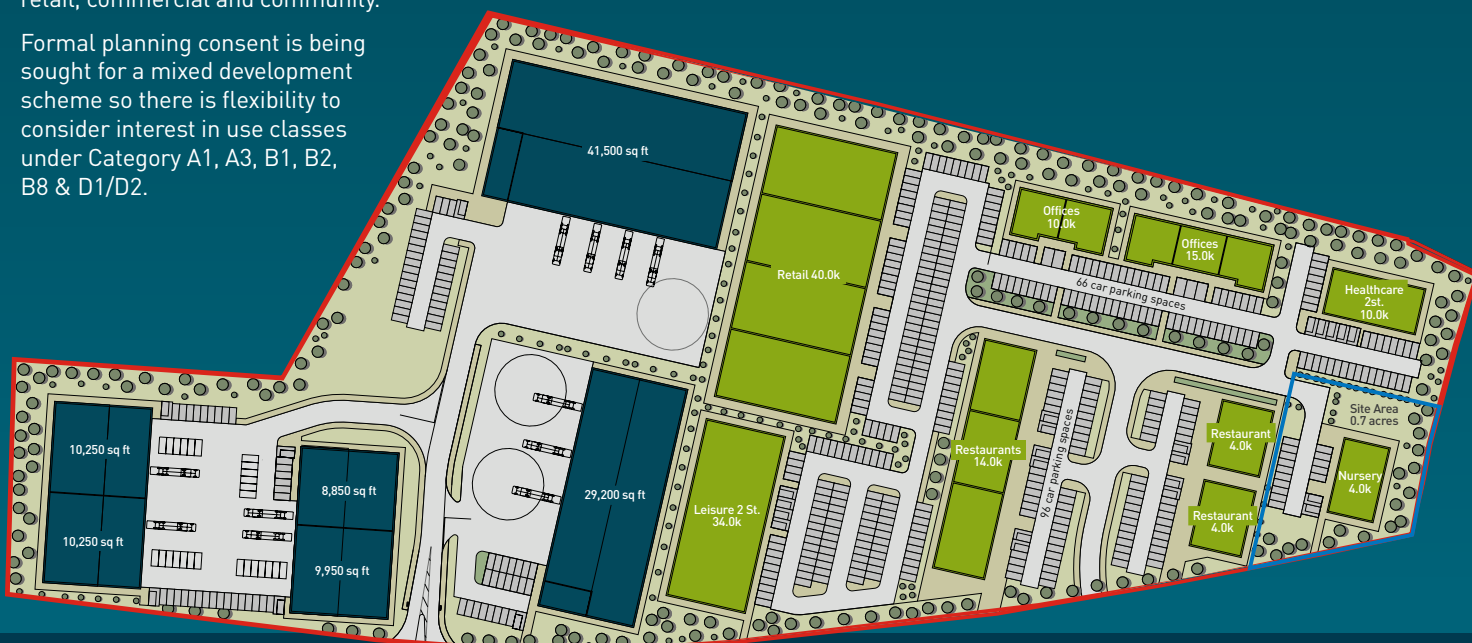 retail, commercial and community.
Formal planning consent is being
sought for a mixed development
scheme so there is flexibility to
consider interest in use classes
under Category A1, A3, B1, B2,
B8 & D1/D2.
41,500 sq ft
Retail 40.0k
Offices
10.0k
Offices
15.0k
66 car parking spaces
Healthcare
2st.
10.0k
Site Area
0.7 acres
Nursery
4.0k
Restaurant
4.0k
Restaurant
4.0k
96 car parking spaces
Restaurants
14.0k
Leisure 2 St.
34.0k
29,200 sq ft
10,250 sq ft
10,250 sq ft
8,850 sq ft
9,950 sq ft